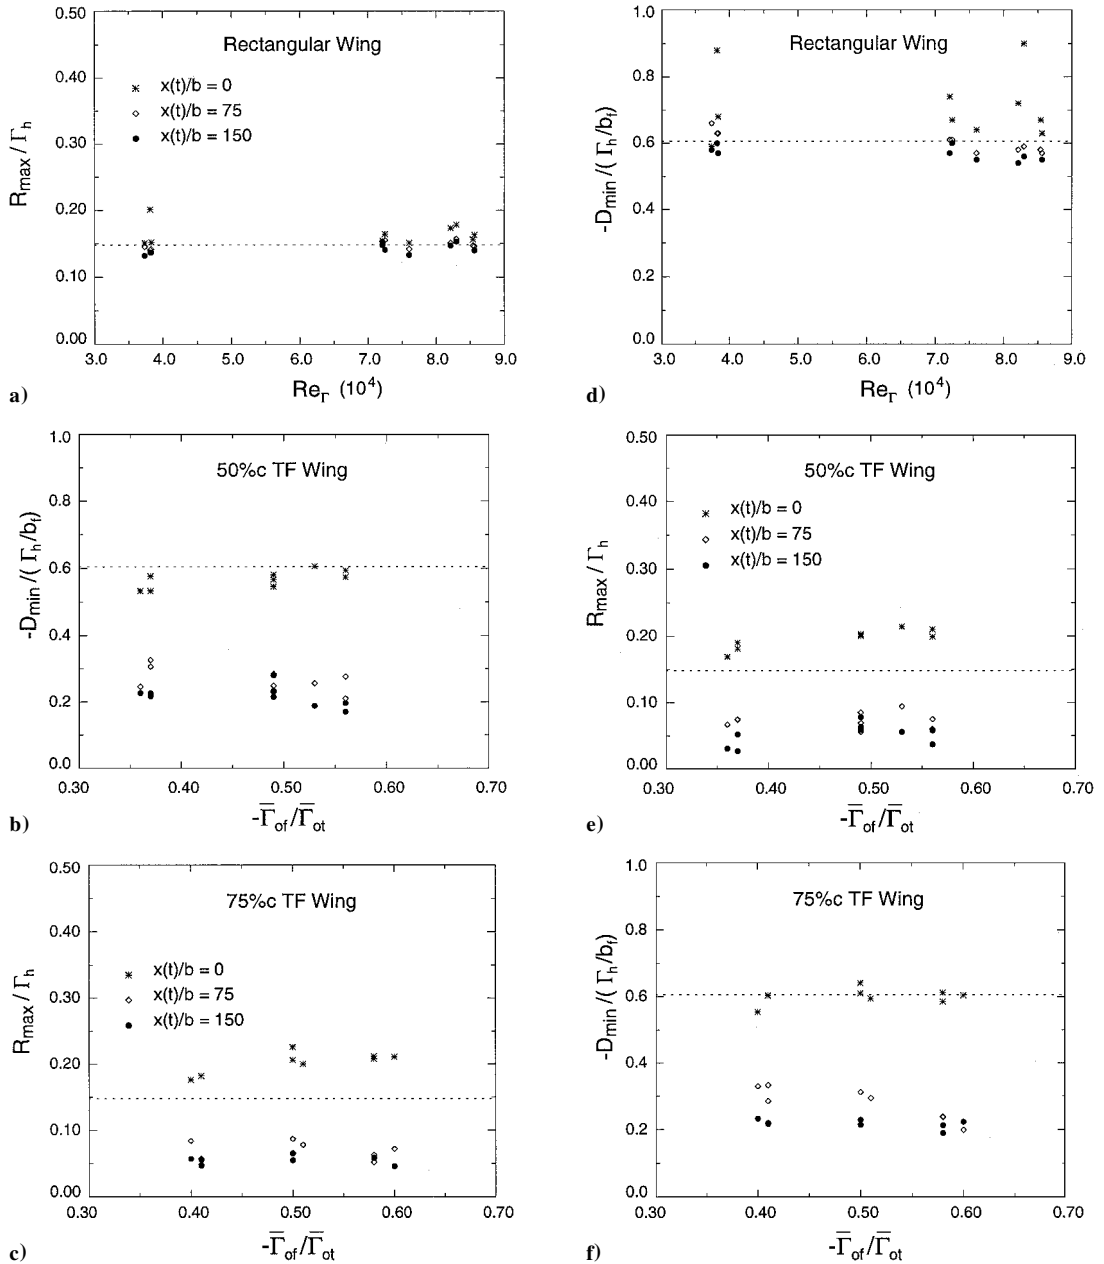 0.50
0.40
0.30
0.20
0.10
0.00
R_max / Γ_h
Rectangular Wing
x(t)/b = 0
x(t)/b = 75
x(t)/b = 150
3.0 4.0 5.0 6.0 7.0 8.0 9.0
Re_Γ (10^4)
a)
1.0
0.8
0.6
0.4
0.2
0.0
-D_min/(Γ_h/b_f)
Rectangular Wing
3.0 4.0 5.0 6.0 7.0 8.0 9.0
Re_Γ (10^4)
d)
1.0
0.8
0.6
0.4
0.2
0.0
-D_min/(Γ_h/b_f)
50%c TF Wing
0.30 0.40 0.50 0.60 0.70
-Γ̅_of/Γ̅_ot
b)
0.50
0.40
0.30
0.20
0.10
0.00
R_max / Γ_h
50%c TF Wing
x(t)/b = 0
x(t)/b = 75
x(t)/b = 150
0.30 0.40 0.50 0.60 0.70
-Γ̅_of/Γ̅_ot
e)
0.50
0.40
0.30
0.20
0.10
0.00
R_max / Γ_h
75%c TF Wing
x(t)/b = 0
x(t)/b = 75
x(t)/b = 150
0.30 0.40 0.50 0.60 0.70
-Γ̅_of/Γ̅_ot
c)
1.0
0.8
0.6
0.4
0.2
0.0
-D_min/(Γ_h/b_f)
75%c TF Wing
0.30 0.40 0.50 0.60 0.70
-Γ̅_of/Γ̅_ot
f)